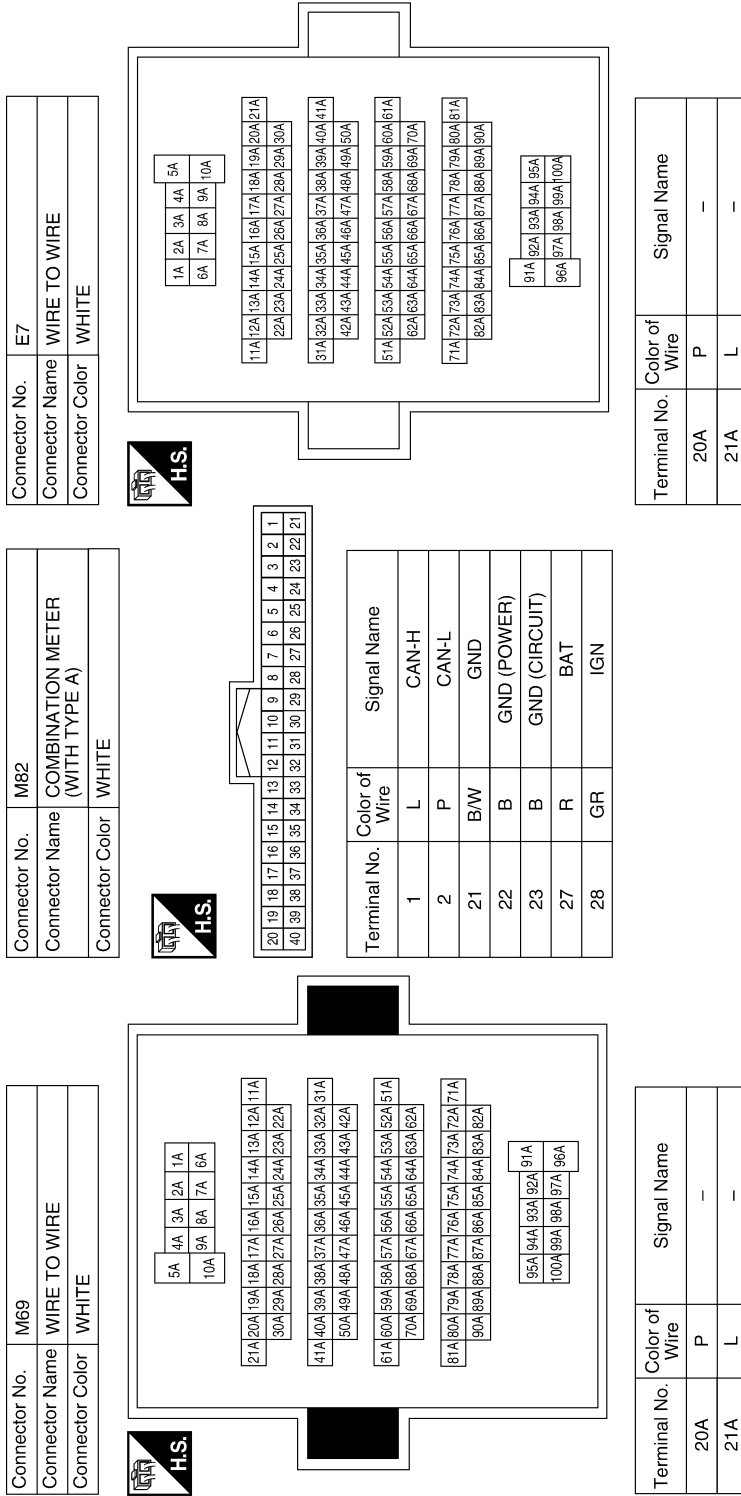 Connector No. M69
Connector Name WIRE TO WIRE
Connector Color WHITE
H.S.
5A 4A 3A 2A 1A
10A 9A 8A 7A 6A
21A 20A 19A 18A 17A 16A 15A 14A 13A 12A 11A
30A 29A 28A 27A 26A 25A 24A 23A 22A
41A 40A 39A 38A 37A 36A 35A 34A 33A 32A 31A
50A 49A 48A 47A 46A 45A 44A 43A 42A
61A 60A 59A 58A 57A 56A 55A 54A 53A 52A 51A
70A 69A 68A 67A 66A 65A 64A 63A 62A
81A 80A 79A 78A 77A 76A 75A 74A 73A 72A 71A
90A 89A 88A 87A 86A 85A 84A 83A 82A
95A 94A 93A 92A 91A
100A 99A 98A 97A 96A
Terminal No. Color of Wire Signal Name
20A P –
21A L –
Connector No. M82
Connector Name COMBINATION METER
(WITH TYPE A)
Connector Color WHITE
H.S.
20 19 18 17 16 15 14 13 12 11 10 9 8 7 6 5 4 3 2 1
40 39 38 37 36 35 34 33 32 31 30 29 28 27 26 25 24 23 22 21
Terminal No. Color of Wire Signal Name
1 L CAN-H
2 P CAN-L
21 B/W GND
22 B GND (POWER)
23 B GND (CIRCUIT)
27 R BAT
28 GR IGN
Connector No. E7
Connector Name WIRE TO WIRE
Connector Color WHITE
H.S.
1A 2A 3A 4A 5A
6A 7A 8A 9A 10A
11A 12A 13A 14A 15A 16A 17A 18A 19A 20A 21A
22A 23A 24A 25A 26A 27A 28A 29A 30A
31A 32A 33A 34A 35A 36A 37A 38A 39A 40A 41A
42A 43A 44A 45A 46A 47A 48A 49A 50A
51A 52A 53A 54A 55A 56A 57A 58A 59A 60A 61A
62A 63A 64A 65A 66A 67A 68A 69A 70A
71A 72A 73A 74A 75A 76A 77A 78A 79A 80A 81A
82A 83A 84A 85A 86A 87A 88A 89A 90A
91A 92A 93A 94A 95A
96A 97A 98A 99A 100A
Terminal No. Color of Wire Signal Name
20A P –
21A L –